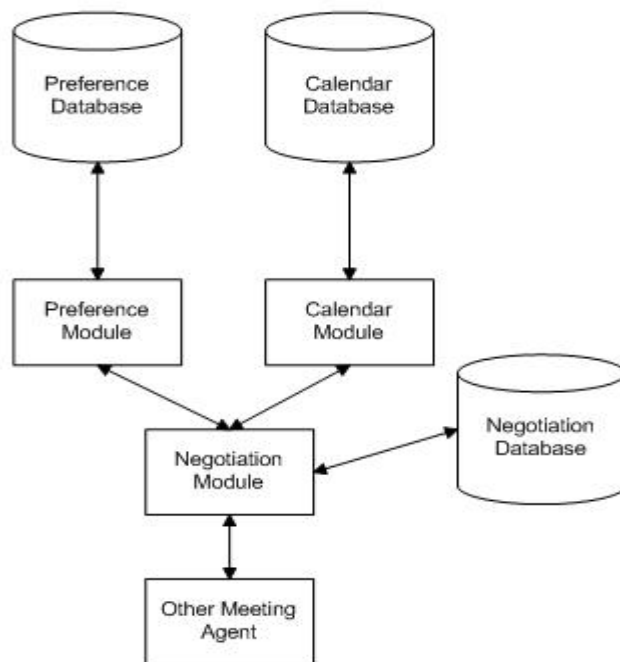 Preference
Database
Calendar
Database
Preference
Module
Calendar
Module
Negotiation
Database
Negotiation
Module
Other Meeting
Agent